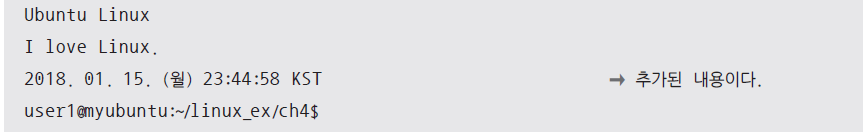 Ubuntu Linux
I love Linux.
2018. 01. 15. (월) 23:44:58 KST → 추가된 내용이다.
user1@myubuntu:~/linux_ex/ch4$